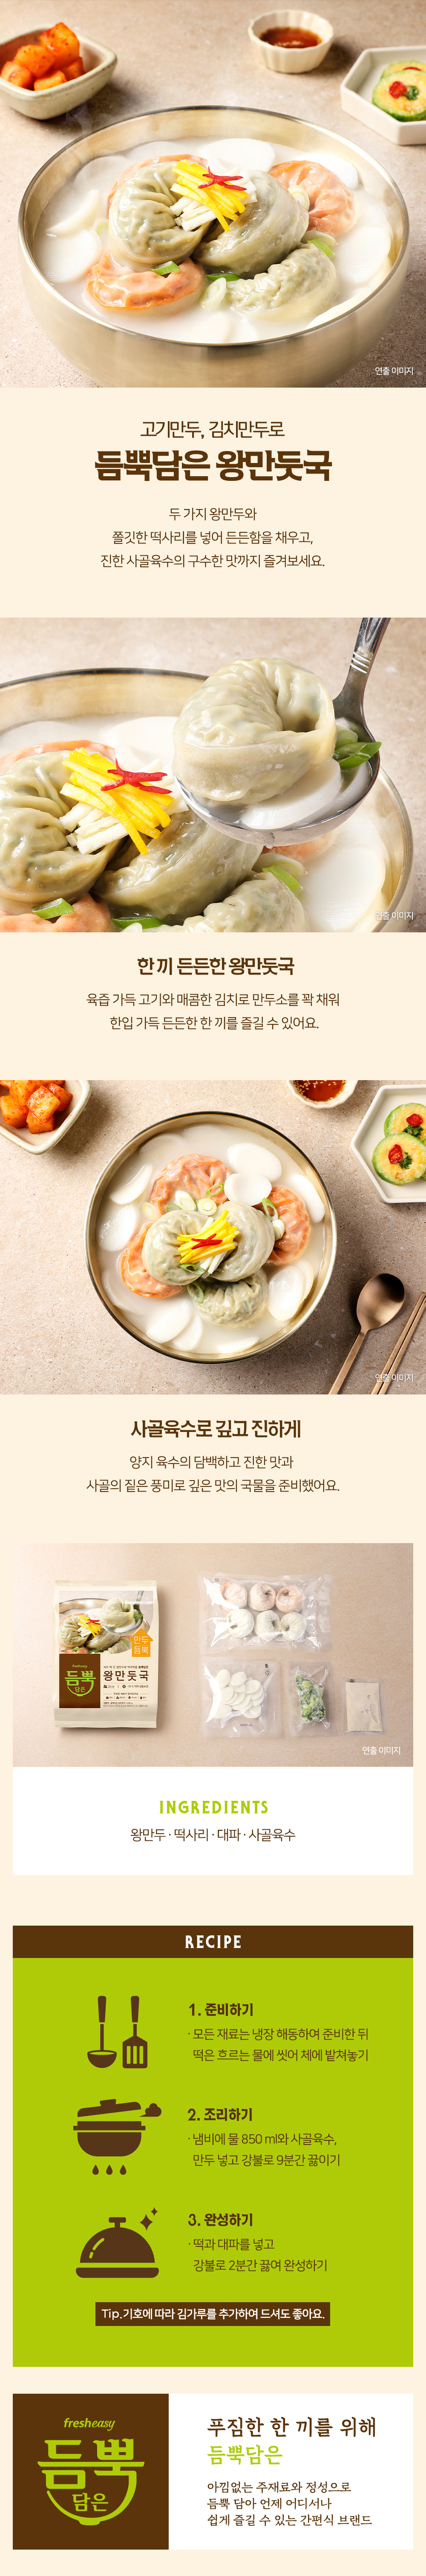 연출 이미지
고기만두, 김치만두로
듬뿍담은 왕만둣국
두 가지 왕만두와
쫄깃한 떡사리를 넣어 든든함을 채우고,
진한 사골육수의 구수한 맛까지 즐겨보세요.
연출 이미지
한 끼 든든한 왕만둣국
육즙 가득 고기와 매콤한 김치로 만두소를 꽉 채워
한입 가득 든든한 한 끼를 즐길 수 있어요.
연출 이미지
사골육수로 깊고 진하게
양지 육수의 담백하고 진한 맛과
사골의 짙은 풍미로 깊은 맛의 국물을 준비했어요.
만두
듬뿍
fresheasy
듬뿍
담은
왕만둣국
연출 이미지
INGREDIENTS
왕만두 · 떡사리 · 대파 · 사골육수
RECIPE
1. 준비하기
· 모든 재료는 냉장 해동하여 준비한 뒤
떡은 흐르는 물에 씻어 체에 밭쳐놓기
2. 조리하기
· 냄비에 물 850 ml와 사골육수,
만두 넣고 강불로 9분간 끓이기
3. 완성하기
· 떡과 대파를 넣고
강불로 2분간 끓여 완성하기
Tip.기호에 따라 김가루를 추가하여 드셔도 좋아요.
fresheasy
듬뿍
담은
푸짐한 한 끼를 위해
듬뿍담은
아낌없는 주재료와 정성으로
듬뿍 담아 언제 어디서나
쉽게 즐길 수 있는 간편식 브랜드